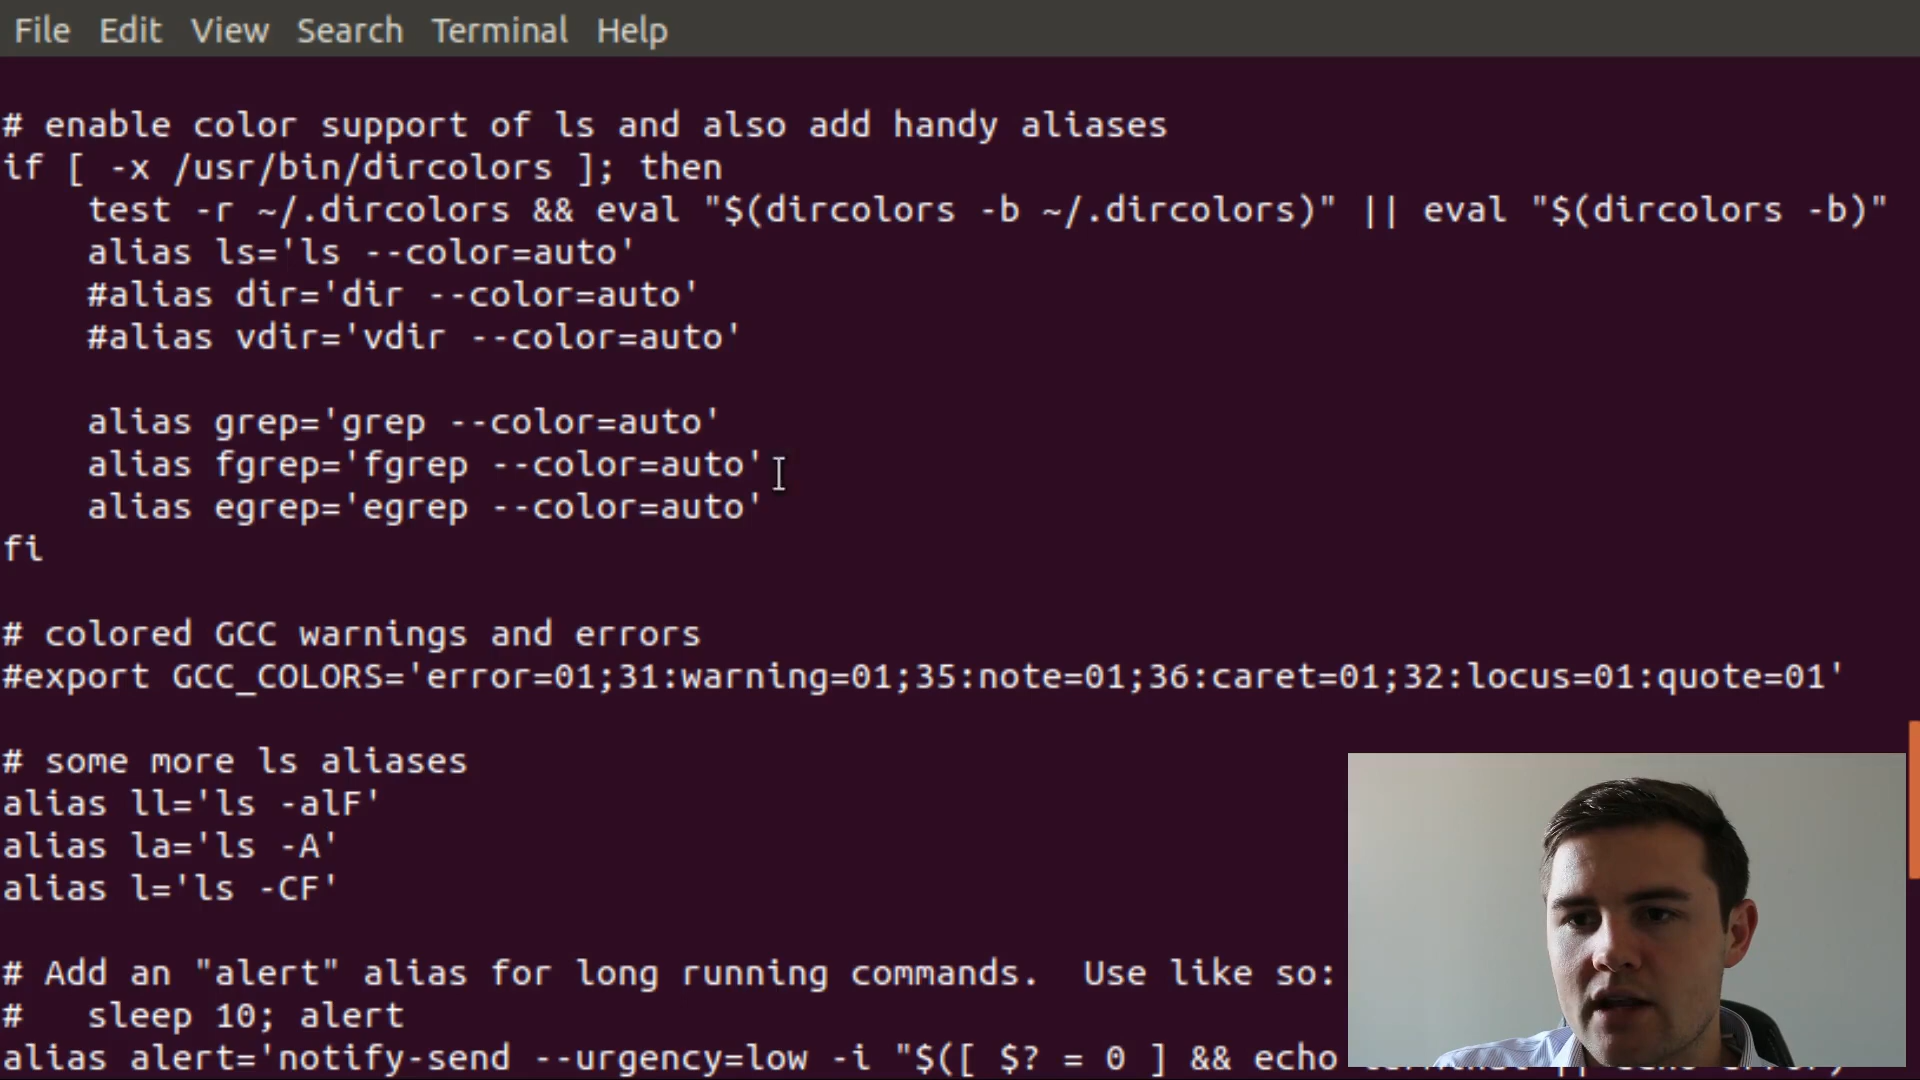 File Edit View Search Terminal Help
# enable color support of ls and also add handy aliases
if [ -x /usr/bin/dircolors ]; then
    test -r ~/.dircolors && eval "$(dircolors -b ~/.dircolors)" || eval "$(dircolors -b)"
    alias ls='ls --color=auto'
    #alias dir='dir --color=auto'
    #alias vdir='vdir --color=auto'
    alias grep='grep --color=auto'
    alias fgrep='fgrep --color=auto'
    alias egrep='egrep --color=auto'
fi
# colored GCC warnings and errors
#export GCC_COLORS='error=01;31:warning=01;35:note=01;36:caret=01;32:locus=01:quote=01'
# some more ls aliases
alias ll='ls -alF'
alias la='ls -A'
alias l='ls -CF'
# Add an "alert" alias for long running commands.  Use like so:
#   sleep 10; alert
alias alert='notify-send --urgency=low -i "$([ $? = 0 ] && echo